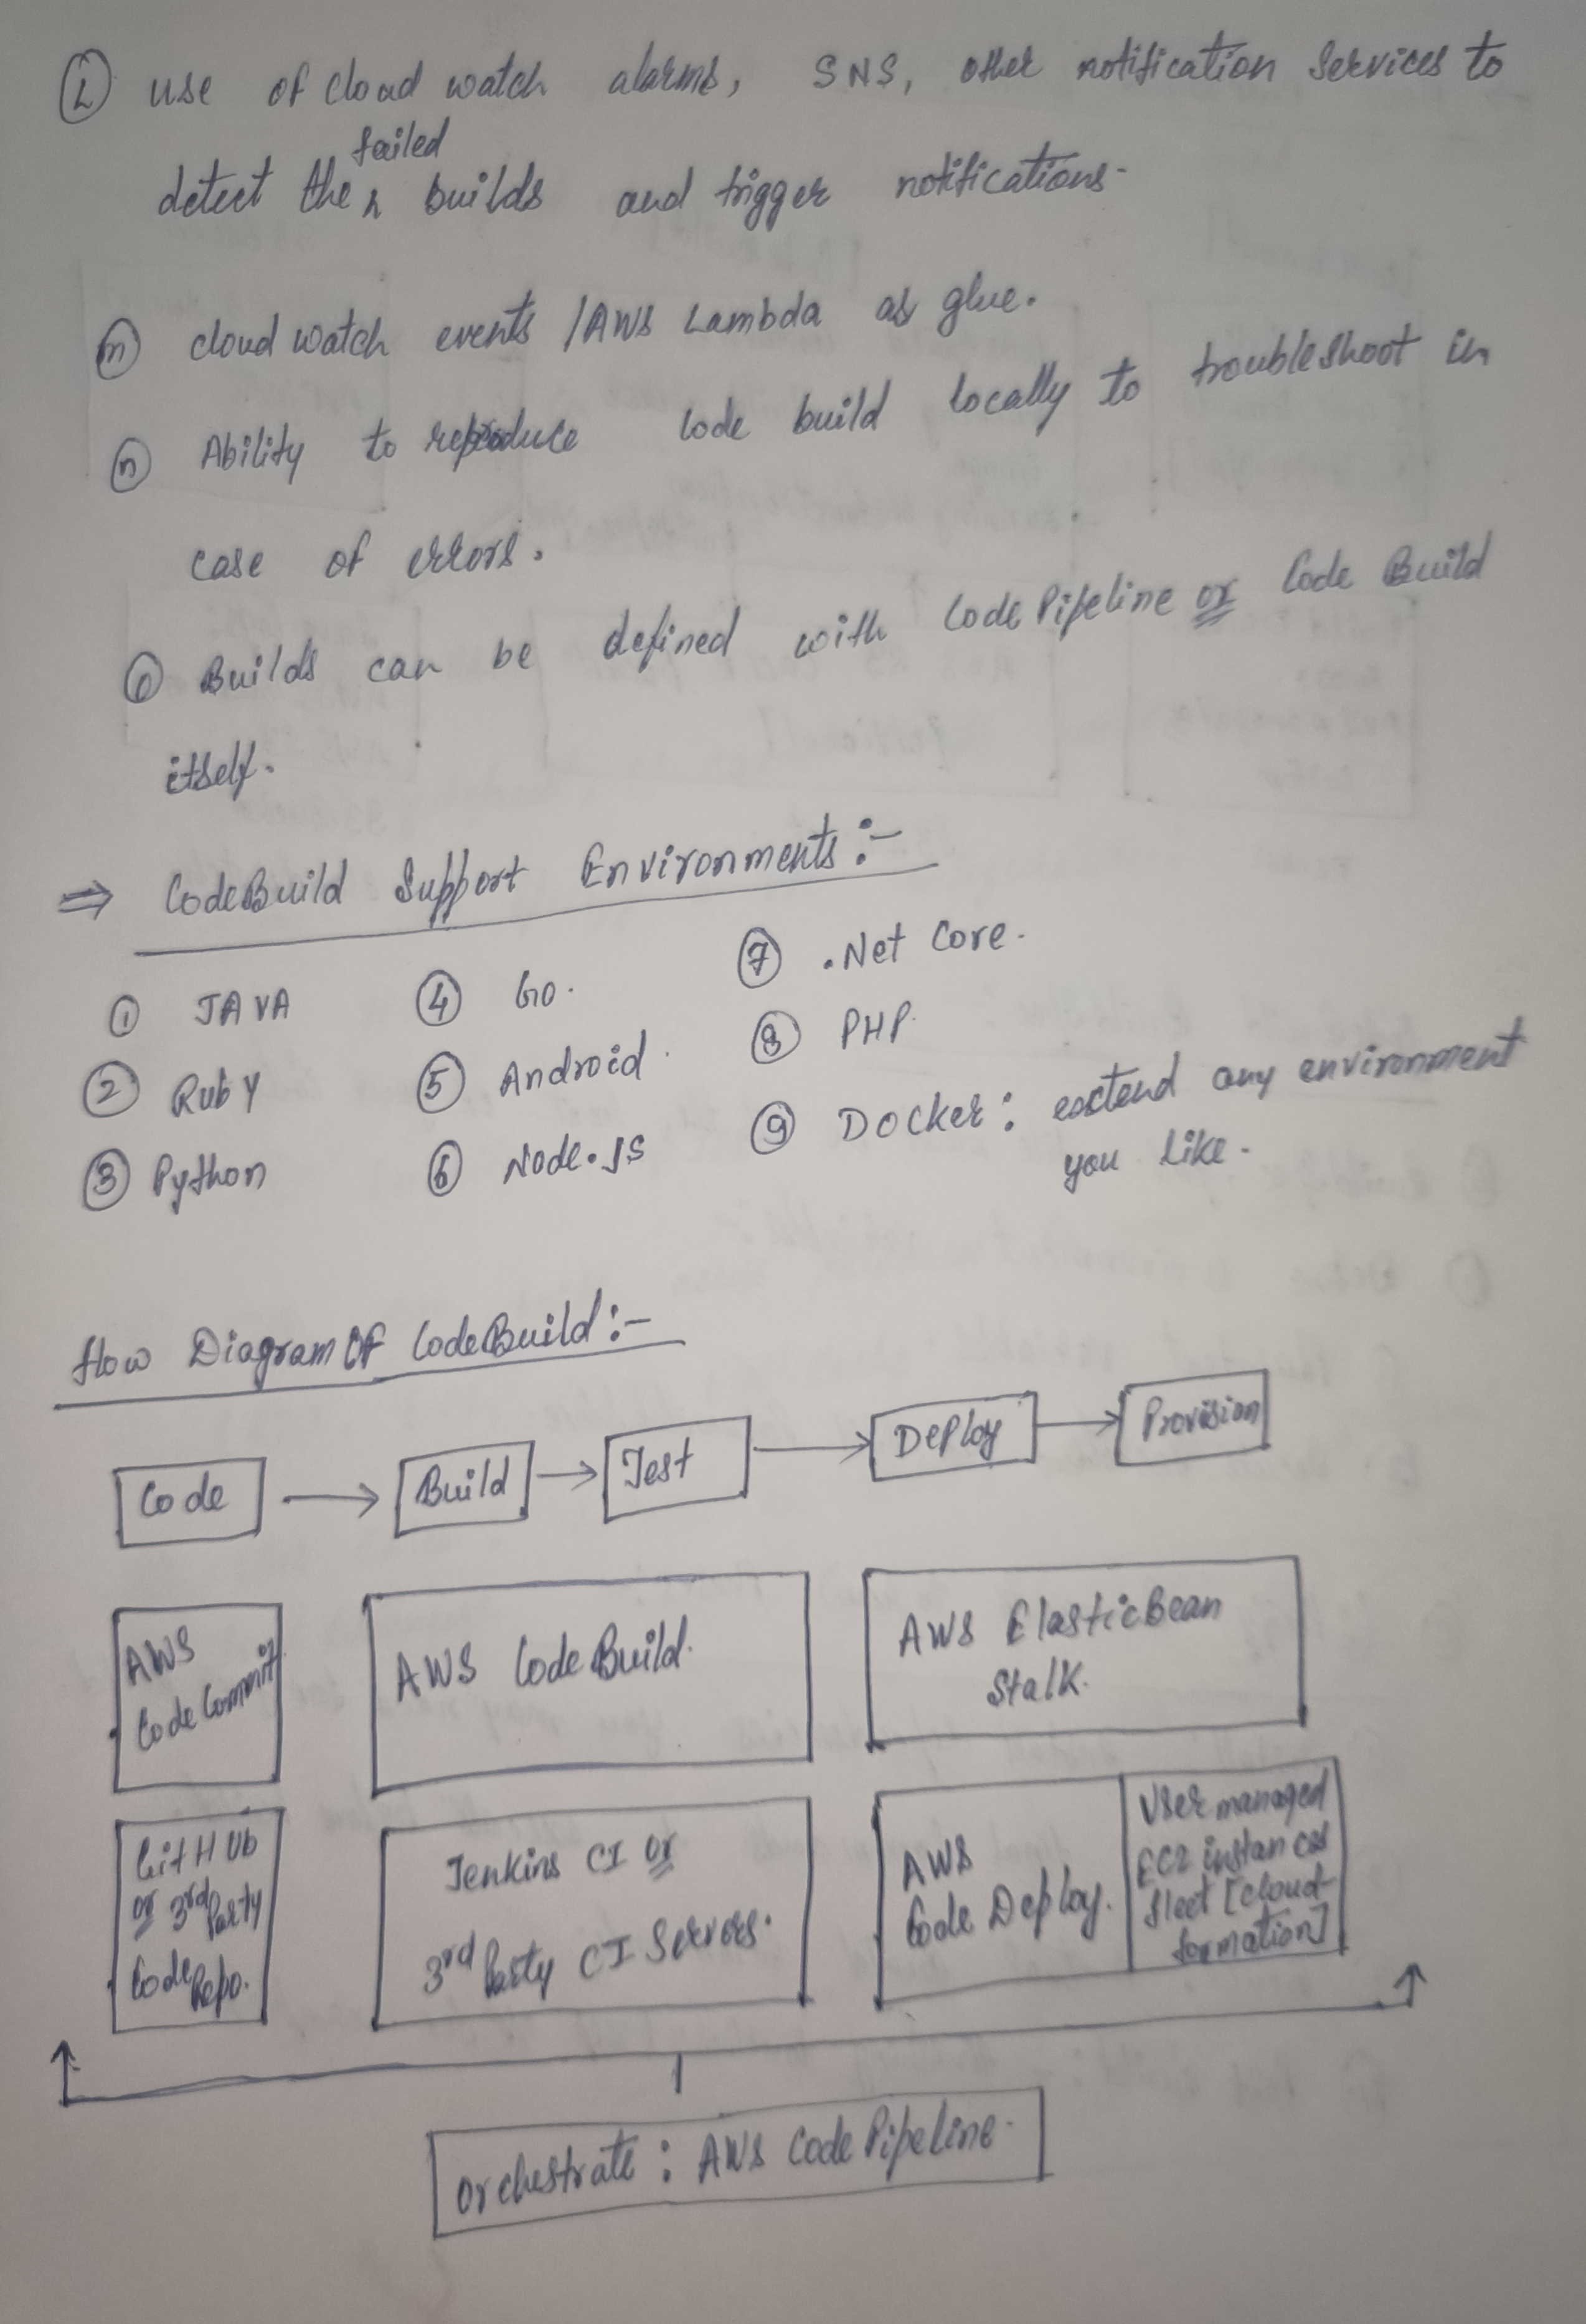 (L) use of cloud watch alarms, SNS, other notification services to
failed
detect the ^ builds and trigger notifications.
(m) cloud watch events / AWS Lambda as glue.
(n) Ability to reproduce code build locally to troubleshoot in
case of errors.
(o) Builds can be defined with Code Pipeline or Code Build
itself.
⇒ CodeBuild Support Environments :-
① JAVA ④ Go. ⑦ .Net Core.
② Ruby ⑤ Android. ⑧ PHP.
③ Python ⑥ Node.JS ⑨ Docker : extend any environment
you like.
flow Diagram Of CodeBuild :-
Code → Build → Test → Deploy → Provision
AWS
Code Commit
AWS CodeBuild.
AWS ElasticBean
Stalk.
GitHUb
or 3rd Party
Code Repo.
Jenkins CI or
3rd Party CI Servers.
AWS
Code Deploy.
User managed
EC2 instances
fleet [cloud-
formation]
Orchestrate : AWS Code Pipeline.